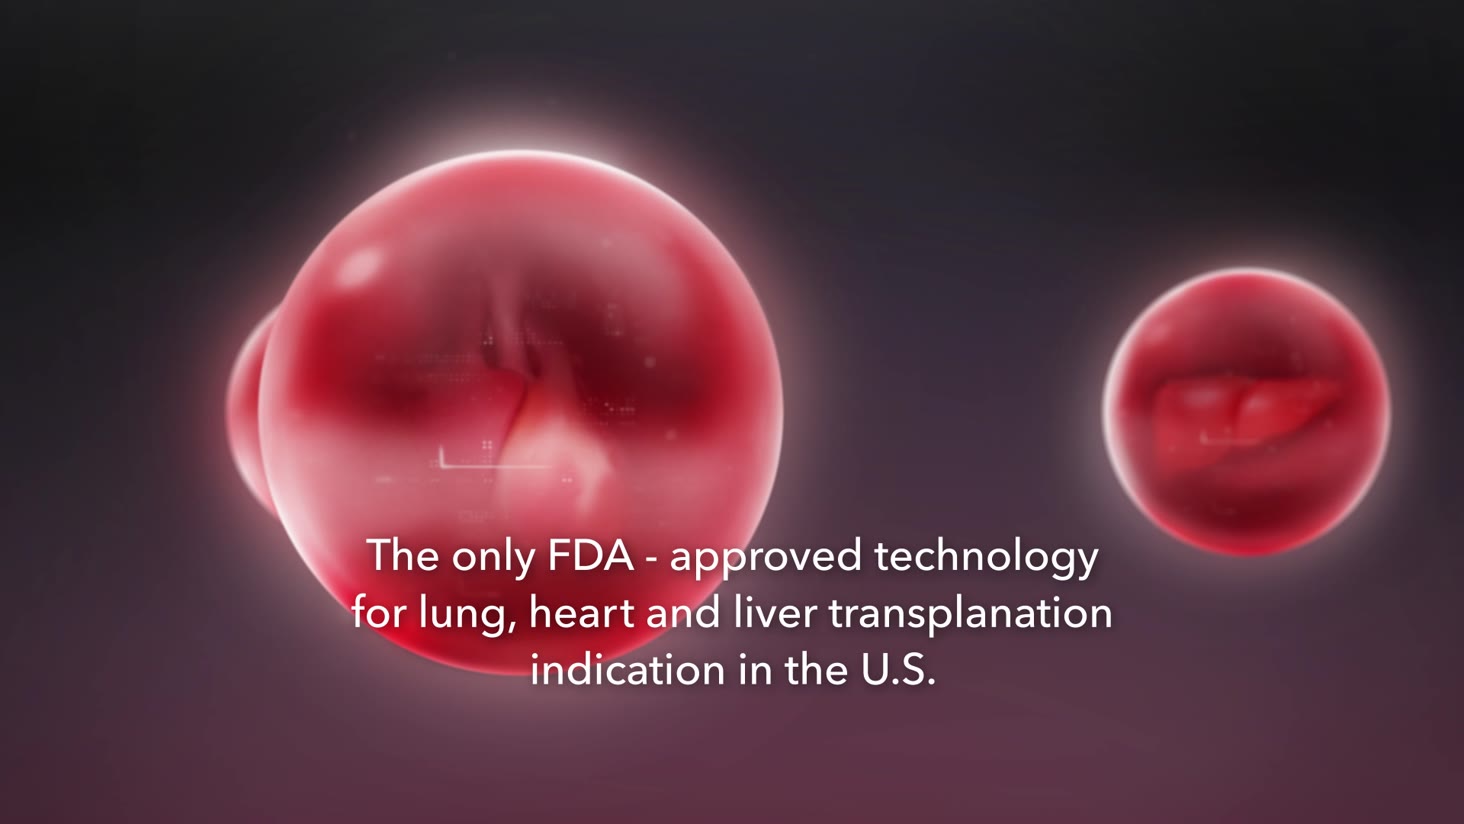 The only FDA - approved technology
for lung, heart and liver transplanation
indication in the U.S.